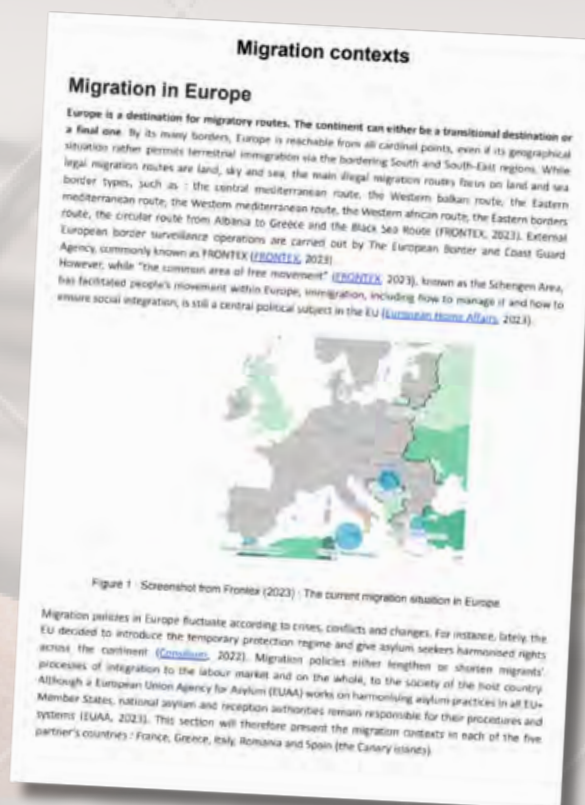 Migration contexts
Migration in Europe
Europe is a destination for migratory routes. The continent can either be a transitional destination or
a final one. By its many borders, Europe is reachable from all cardinal points, even if its geographical
situation rather permits terrestrial immigration via the bordering South and South-East regions. While
legal migration routes are land, sky and sea, the main illegal migration routes focus on land and sea
border types, such as : the central mediterranean route, the Western balkan route, the Eastern
mediterranean route, the Western mediterranean route, the Western african route, the Eastern borders
route, the circular route from Albania to Greece and the Black Sea Route (FRONTEX, 2023). External
European border surveillance operations are carried out by The European Border and Coast Guard
Agency, commonly known as FRONTEX (FRONTEX, 2023)
However, while "the common area of free movement" (FRONTEX, 2023), known as the Schengen Area,
has facilitated people's movement within Europe, immigration, including how to manage it and how to
ensure social integration, is still a central political subject in the EU (European Home Affairs, 2023).
Figure 1 : Screenshot from Frontex (2023) : The current migration situation in Europe
Migration policies in Europe fluctuate according to crises, conflicts and changes. For instance, lately, the
EU decided to introduce the temporary protection regime and give asylum seekers harmonised rights
across the continent (Consilium, 2022). Migration policies either lengthen or shorten migrants'
processes of integration to the labour market and on the whole, to the society of the host country
Although a European Union Agency for Asylum (EUAA) works on harmonising asylum practices in all EU+
Member States, national asylum and reception authorities remain responsible for their procedures and
systems (EUAA, 2023). This section will therefore present the migration contexts in each of the five
partner's countries : France, Greece, Italy, Romania and Spain (the Canary islands).